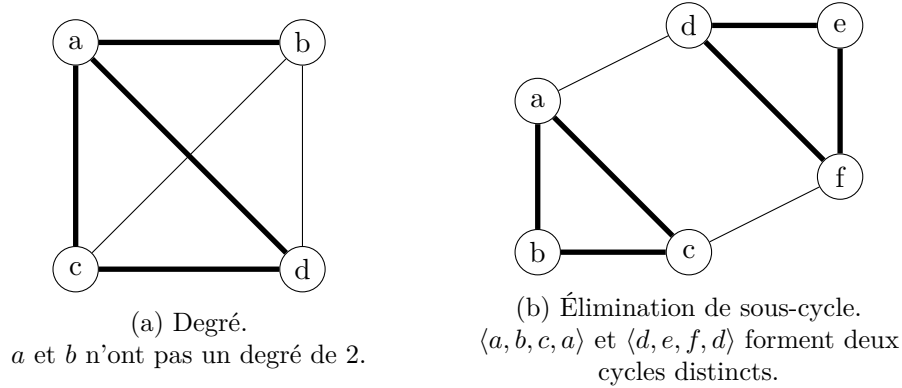 a
b
c
d
(a) Degré.
a et b n'ont pas un degré de 2.
d
e
a
f
b
c
(b) Élimination de sous-cycle.
⟨a, b, c, a⟩ et ⟨d, e, f, d⟩ forment deux
cycles distincts.